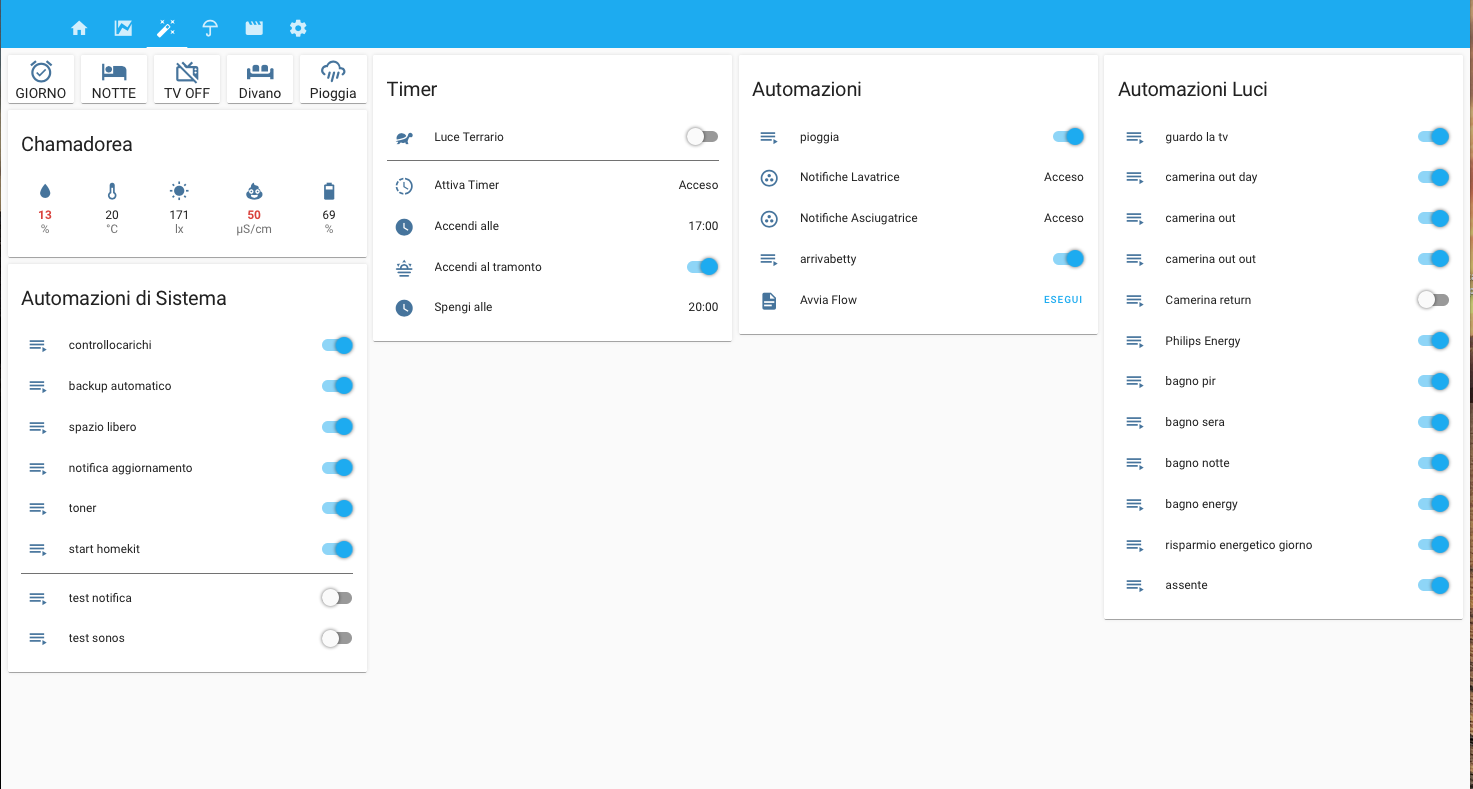 GIORNO
NOTTE
TV OFF
Divano
Pioggia
Chamadorea
13 20 171 50 69
% °C lx µS/cm %
Automazioni di Sistema
controllocarichi
backup automatico
spazio libero
notifica aggiornamento
toner
start homekit
test notifica
test sonos
Timer
Luce Terrario
Attiva Timer Acceso
Accendi alle 17:00
Accendi al tramonto
Spengi alle 20:00
Automazioni
pioggia
Notifiche Lavatrice Acceso
Notifiche Asciugatrice Acceso
arrivabetty
Avvia Flow ESEGUI
Automazioni Luci
guardo la tv
camerina out day
camerina out
camerina out out
Camerina return
Philips Energy
bagno pir
bagno sera
bagno notte
bagno energy
risparmio energetico giorno
assente